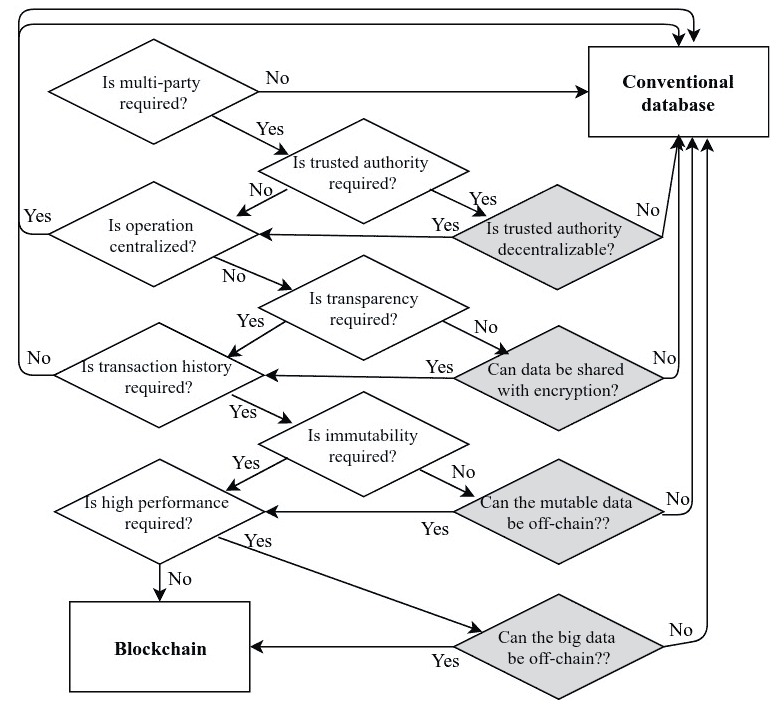 Is multi-party
required?
No
Conventional
database
Yes
Is trusted authority
required?
No
Yes
Is operation
centralized?
Yes
Yes
Is trusted authority
decentralizable?
No
No
Is transparency
required?
Yes
No
Is transaction history
required?
No
Yes
Can data be shared
with encryption?
No
Yes
Is immutability
required?
Yes
No
Is high performance
required?
Yes
Can the mutable data
be off-chain??
No
Yes
No
Blockchain
Can the big data
be off-chain??
No
Yes